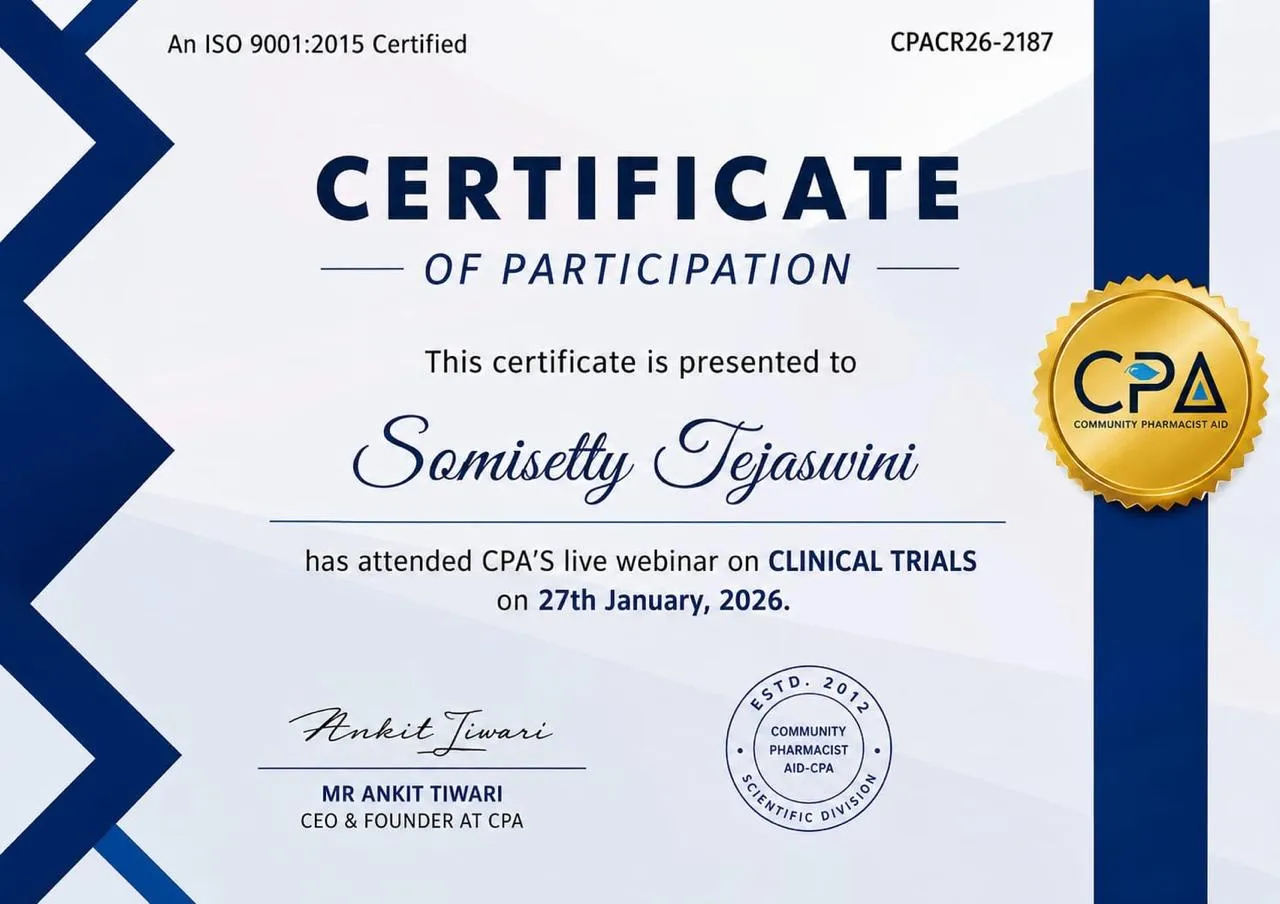 An ISO 9001:2015 Certified
CPACR26-2187
CERTIFICATE
OF PARTICIPATION
This certificate is presented to
Somisetty Tejaswini
has attended CPA’S live webinar on CLINICAL TRIALS
on 27th January, 2026.
CPA
COMMUNITY PHARMACIST AID
Ankit Tiwari
MR ANKIT TIWARI
CEO & FOUNDER AT CPA
ESTD. 2012
COMMUNITY
PHARMACIST
AID-CPA
SCIENTIFIC DIVISION